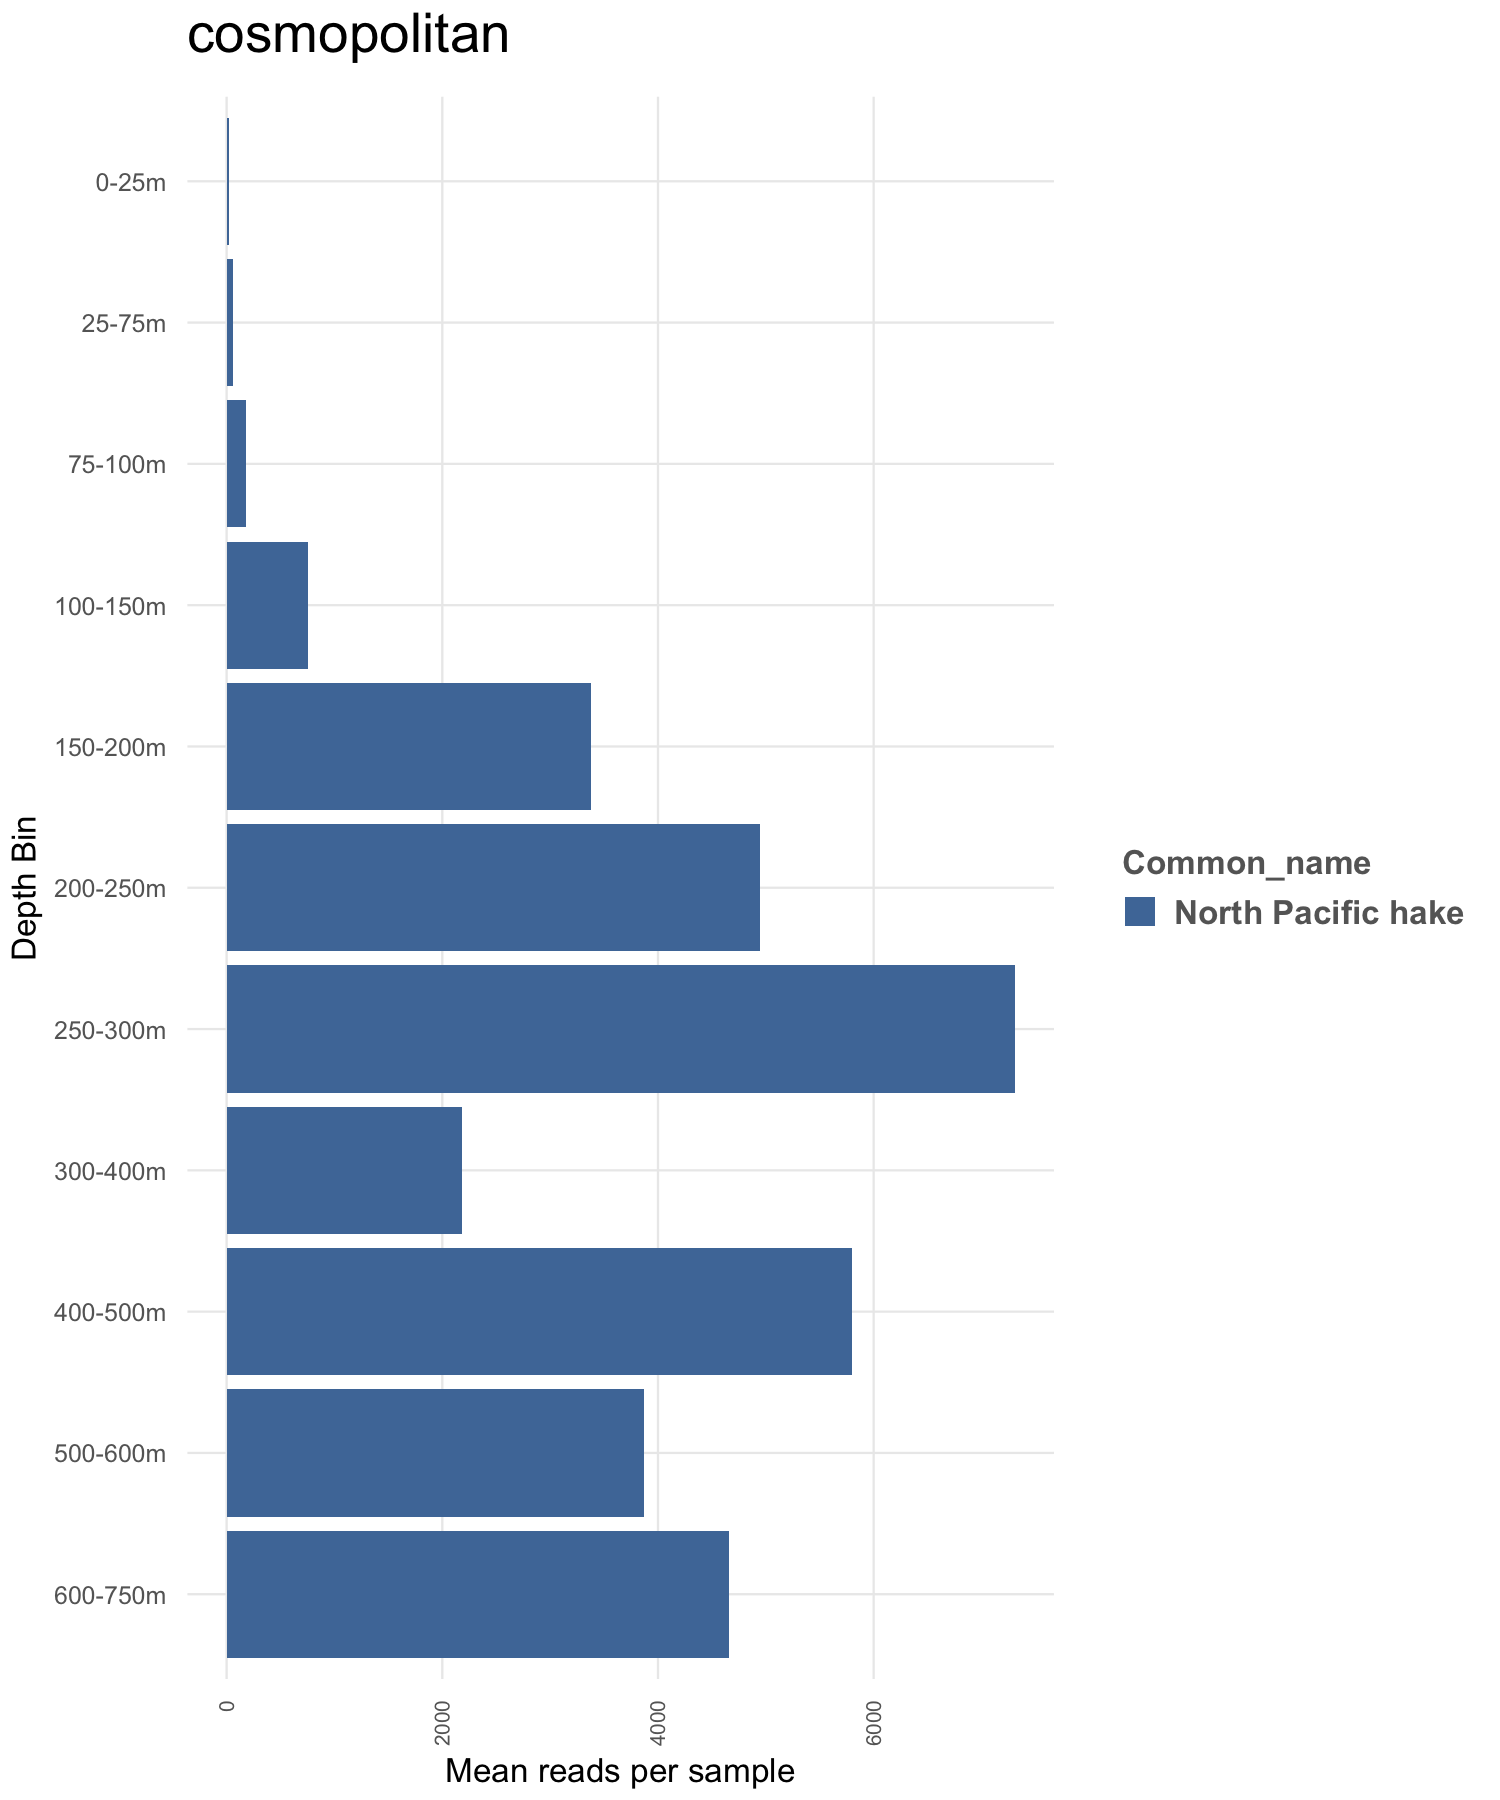 cosmopolitan
0-25m
25-75m
75-100m
100-150m
150-200m
200-250m
250-300m
300-400m
400-500m
500-600m
600-750m
Depth Bin
0
2000
4000
6000
Mean reads per sample
Common_name
North Pacific hake